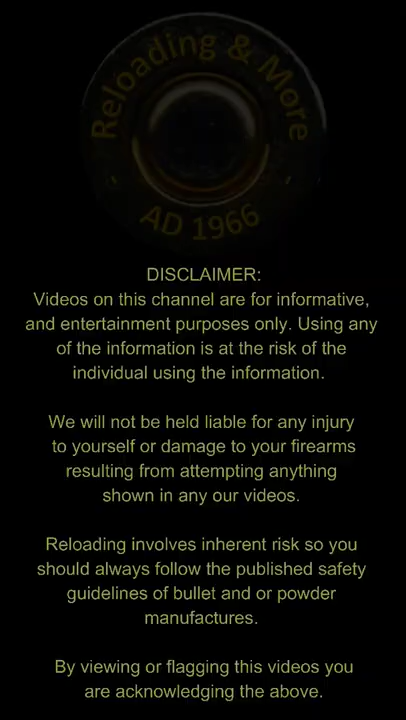 Reloading & More
AD 1966
DISCLAIMER:
Videos on this channel are for informative,
and entertainment purposes only. Using any
of the information is at the risk of the
individual using the information.
We will not be held liable for any injury
to yourself or damage to your firearms
resulting from attempting anything
shown in any our videos.
Reloading involves inherent risk so you
should always follow the published safety
guidelines of bullet and or powder
manufactures.
By viewing or flagging this videos you
are acknowledging the above.